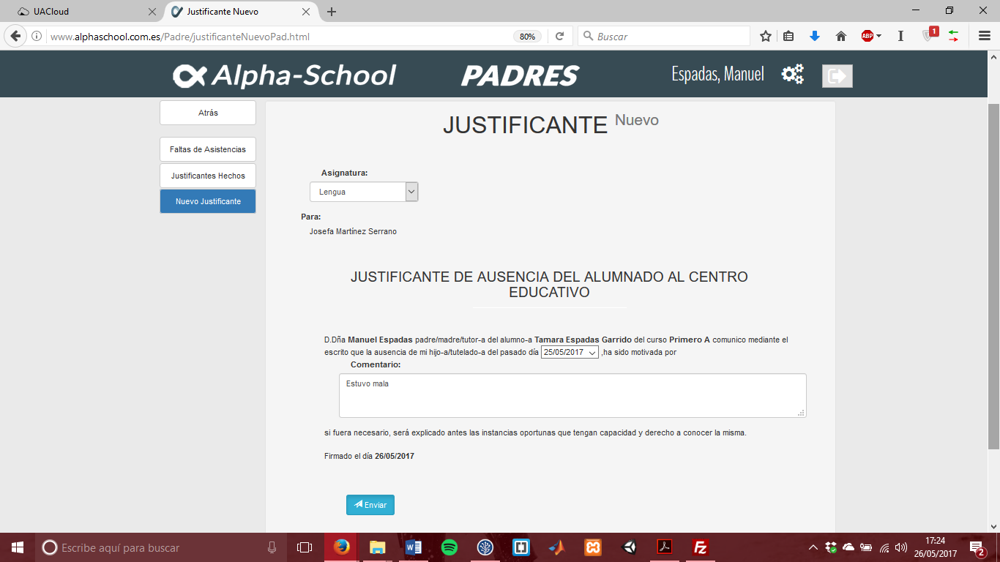 UACloud
Justificante Nuevo
www.alphaschool.com.es/Padre/justificanteNuevoPad.html
80%
Buscar
ABP
1
Alpha-School
PADRES
Espadas, Manuel
Atrás
Faltas de Asistencias
Justificantes Hechos
Nuevo Justificante
JUSTIFICANTE Nuevo
Asignatura:
Lengua
Para:
Josefa Martínez Serrano
JUSTIFICANTE DE AUSENCIA DEL ALUMNADO AL CENTRO
EDUCATIVO
D.Dña Manuel Espadas padre/madre/tutor-a del alumno-a Tamara Espadas Garrido del curso Primero A comunico mediante el
escrito que la ausencia de mi hijo-a/tutelado-a del pasado día 25/05/2017 ,ha sido motivada por
Comentario:
Estuvo mala
si fuera necesario, será explicado antes las instancias oportunas que tengan capacidad y derecho a conocer la misma.
Firmado el día 26/05/2017
Enviar
Escribe aquí para buscar
17:24
26/05/2017
2